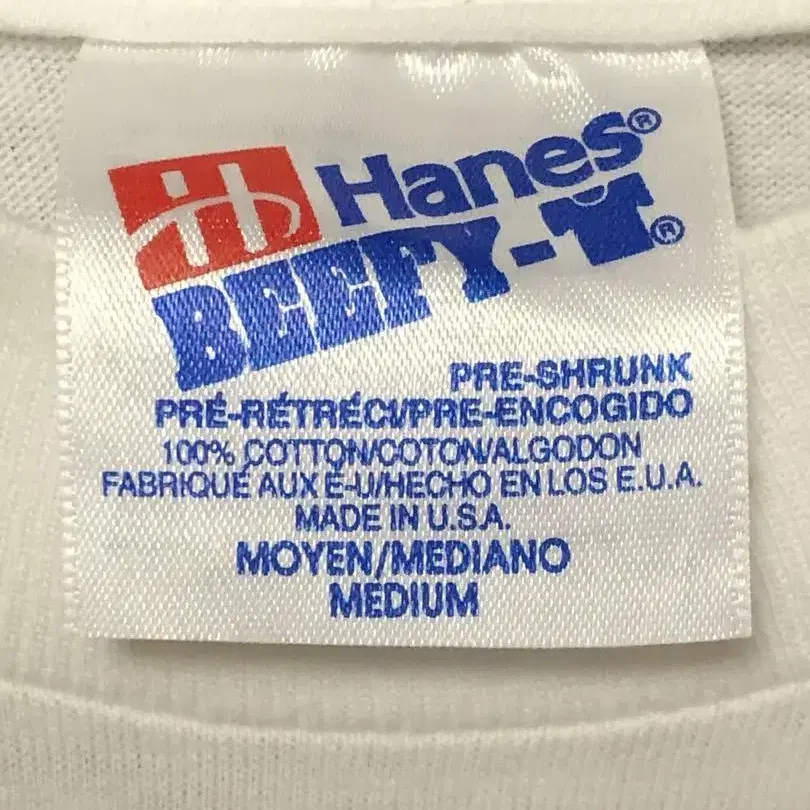 Hanes®
BEEFY-T®
PRE-SHRUNK
PRÉ-RÉTRÉCI/PRE-ENCOGIDO
100% COTTON/COTON/ALGODON
FABRIQUÉ AUX É-U/HECHO EN LOS E.U.A.
MADE IN U.S.A.
MOYEN/MEDIANO
MEDIUM